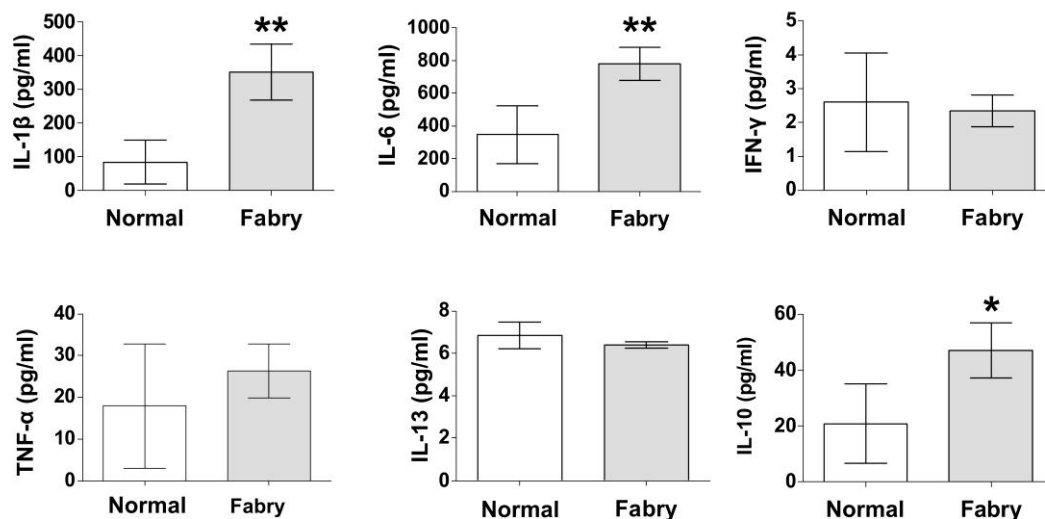 IL-1β (pg/ml)
500
400
300
200
100
0
**
Normal Fabry
IL-6 (pg/ml)
1000
800
600
400
200
0
**
Normal Fabry
IFN-γ (pg/ml)
5
4
3
2
1
0
Normal Fabry
TNF-α (pg/ml)
40
30
20
10
0
Normal Fabry
IL-13 (pg/ml)
8
6
4
2
0
Normal Fabry
IL-10 (pg/ml)
60
40
20
0
*
Normal Fabry